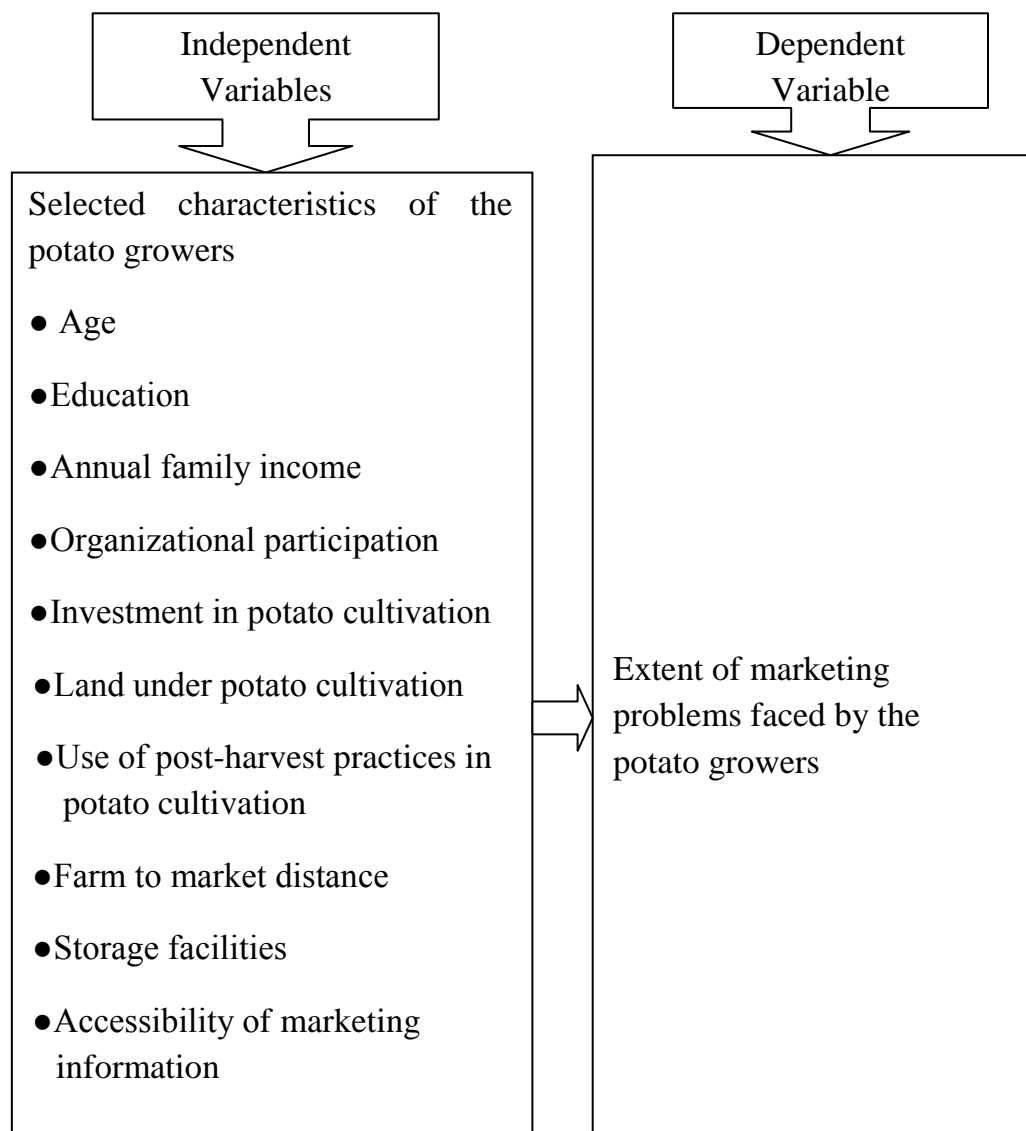 Independent
Variables
Dependent
Variable
Selected characteristics of the
potato growers
● Age
●Education
●Annual family income
●Organizational participation
●Investment in potato cultivation
●Land under potato cultivation
●Use of post-harvest practices in
potato cultivation
●Farm to market distance
●Storage facilities
●Accessibility of marketing
information
Extent of marketing
problems faced by the
potato growers